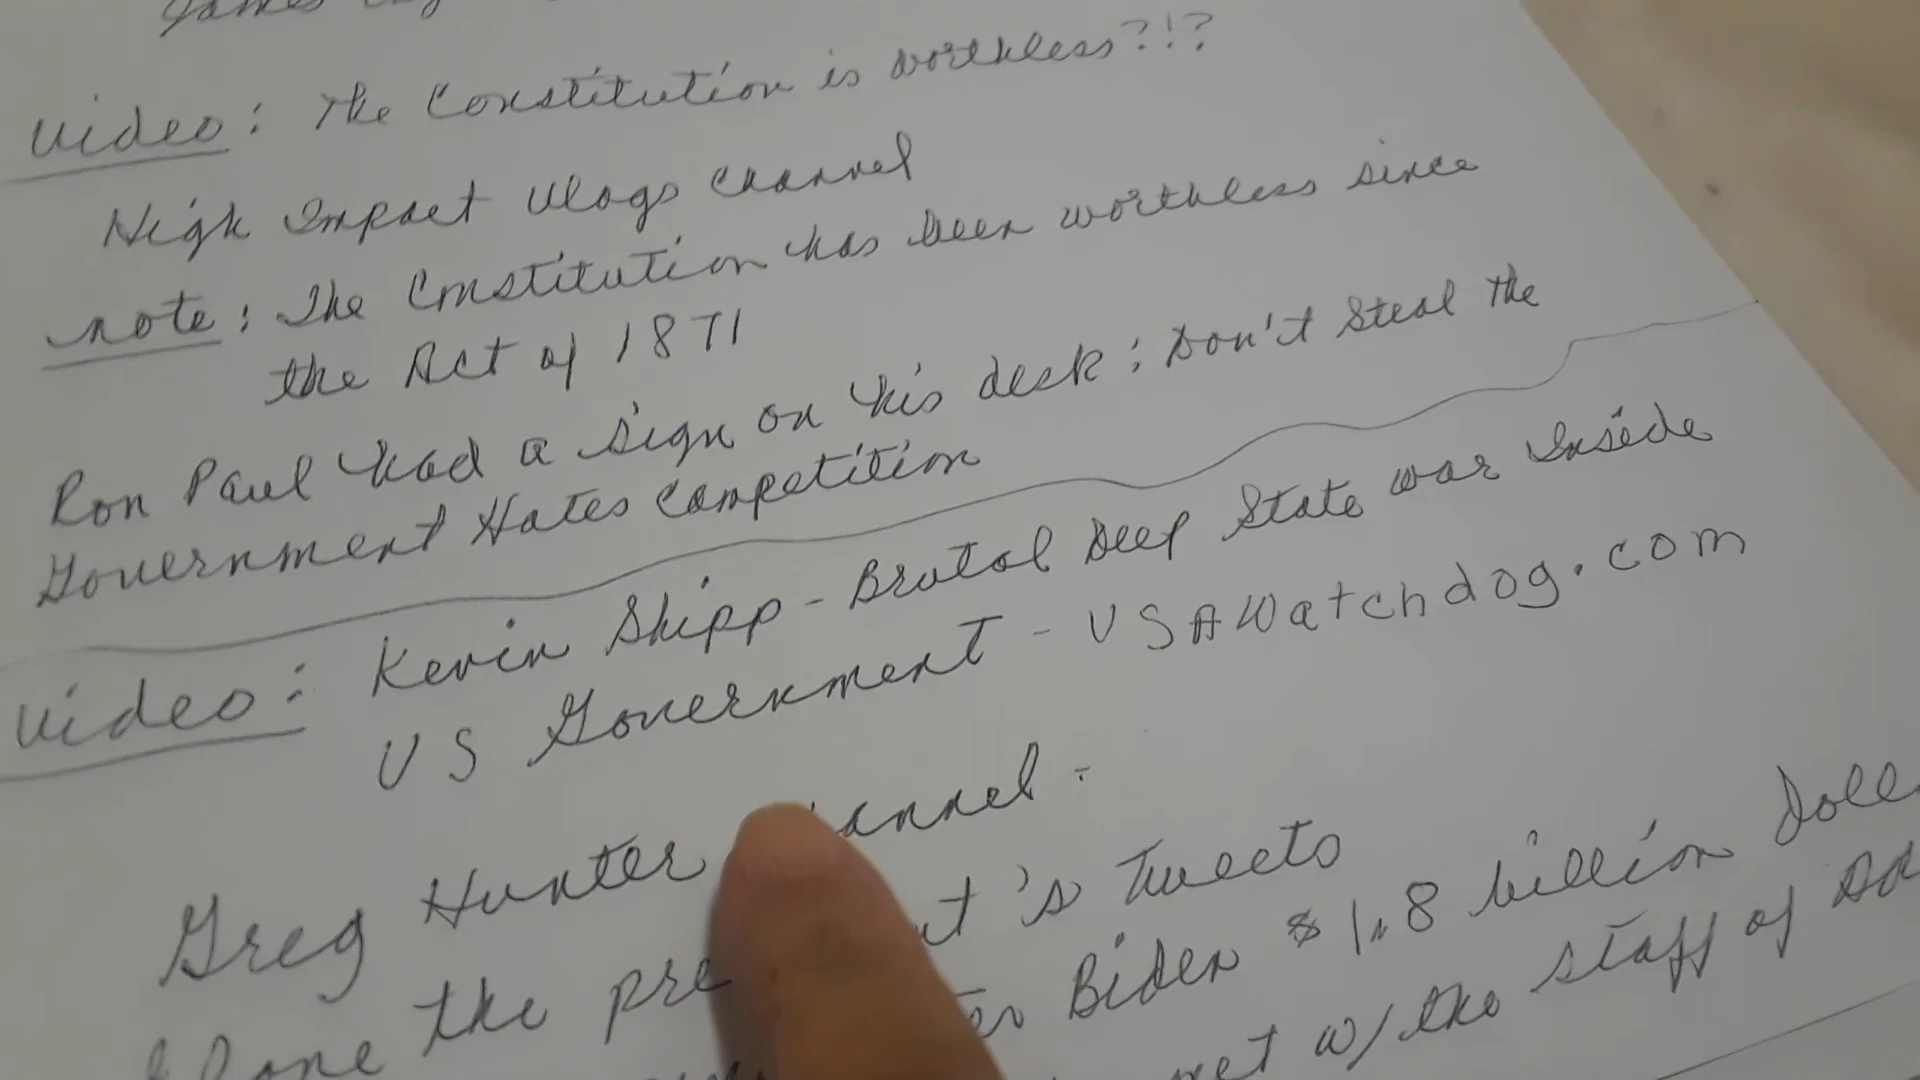 James
Video: The Constitution is worthless?!?
High Impact Vlogs Channel
note: The Constitution has been worthless since
the Act of 1871
Ron Paul had a sign on his desk: Don't Steal the
Government Hates Competition
Video: Kevin Shipp - Brutal Deep State War Inside
US Government - USAWatchdog.com
Greg Hunter
the 's Tweets
Biden $1.8 billion
met w/ the staff of